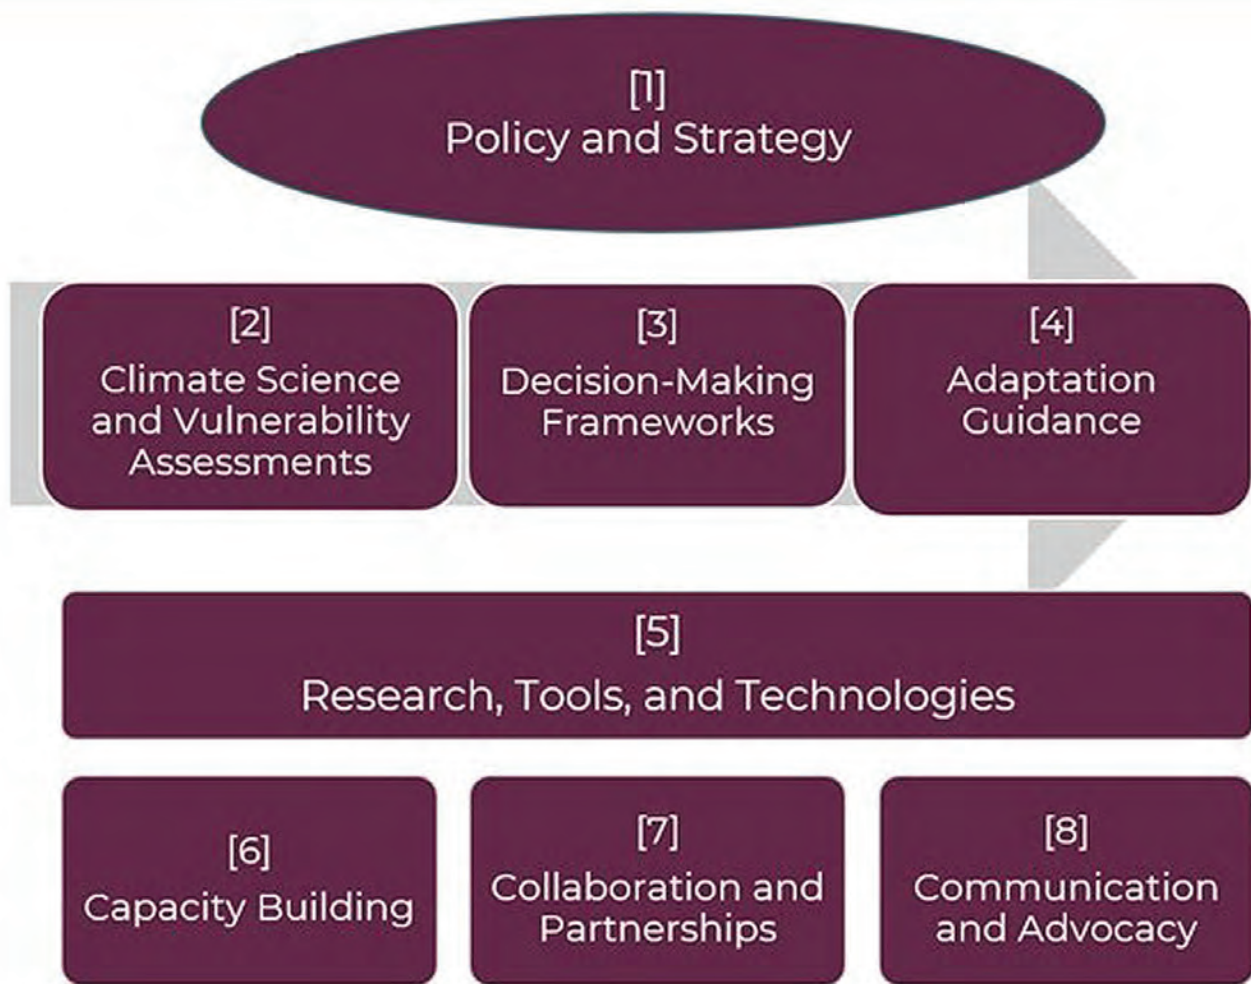 [1]
Policy and Strategy
[2]
Climate Science
and Vulnerability
Assessments
[3]
Decision-Making
Frameworks
[4]
Adaptation
Guidance
[5]
Research, Tools, and Technologies
[6]
Capacity Building
[7]
Collaboration and
Partnerships
[8]
Communication
and Advocacy